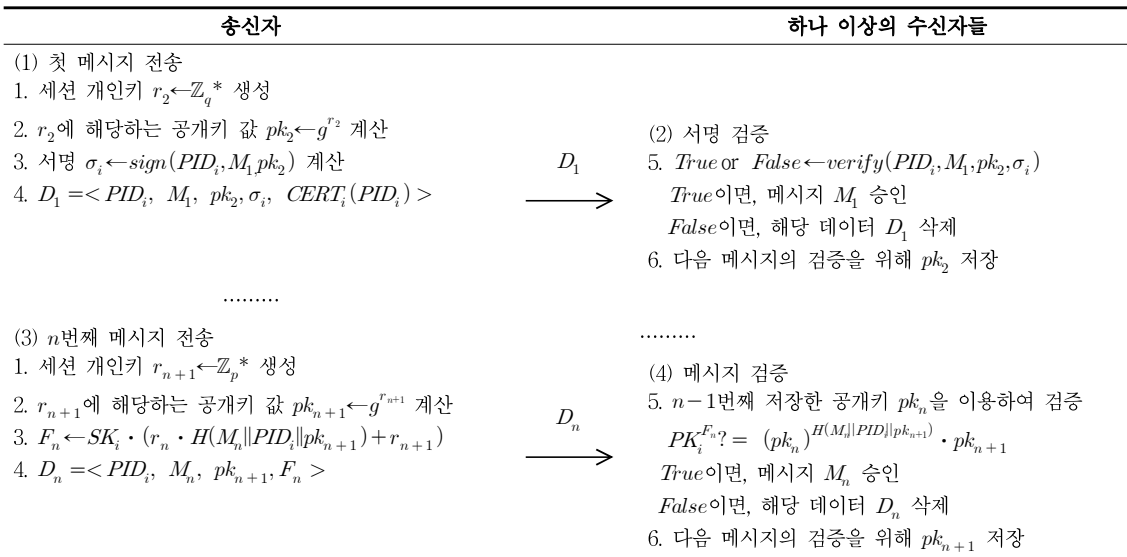 송신자
하나 이상의 수신자들
(1) 첫 메시지 전송
1. 세션 개인키 r₂←ℤ_q* 생성
2. r₂에 해당하는 공개키 값 pk₂←g^{r₂} 계산
3. 서명 σ_i←sign(PID_i,M₁,pk₂) 계산
4. D₁=<PID_i, M₁, pk₂,σ_i, CERT_i(PID_i)>
D₁
(2) 서명 검증
5. True or False←verify(PID_i,M₁,pk₂,σ_i)
True이면, 메시지 M₁ 승인
False이면, 해당 데이터 D₁ 삭제
6. 다음 메시지의 검증을 위해 pk₂ 저장
·········
·········
(3) n번째 메시지 전송
1. 세션 개인키 r_{n+1}←ℤ_p* 생성
2. r_{n+1}에 해당하는 공개키 값 pk_{n+1}←g^{r_{n+1}} 계산
3. F_n←SK_i·(r_n·H(M_n||PID_i||pk_{n+1})+r_{n+1})
4. D_n=<PID_i, M_n, pk_{n+1},F_n>
D_n
(4) 메시지 검증
5. n-1번째 저장한 공개키 pk_n을 이용하여 검증
PK_i^{F_n}?= (pk_n)^{H(M_n||PID_i||pk_{n+1})}·pk_{n+1}
True이면, 메시지 M_n 승인
False이면, 해당 데이터 D_n 삭제
6. 다음 메시지의 검증을 위해 pk_{n+1} 저장